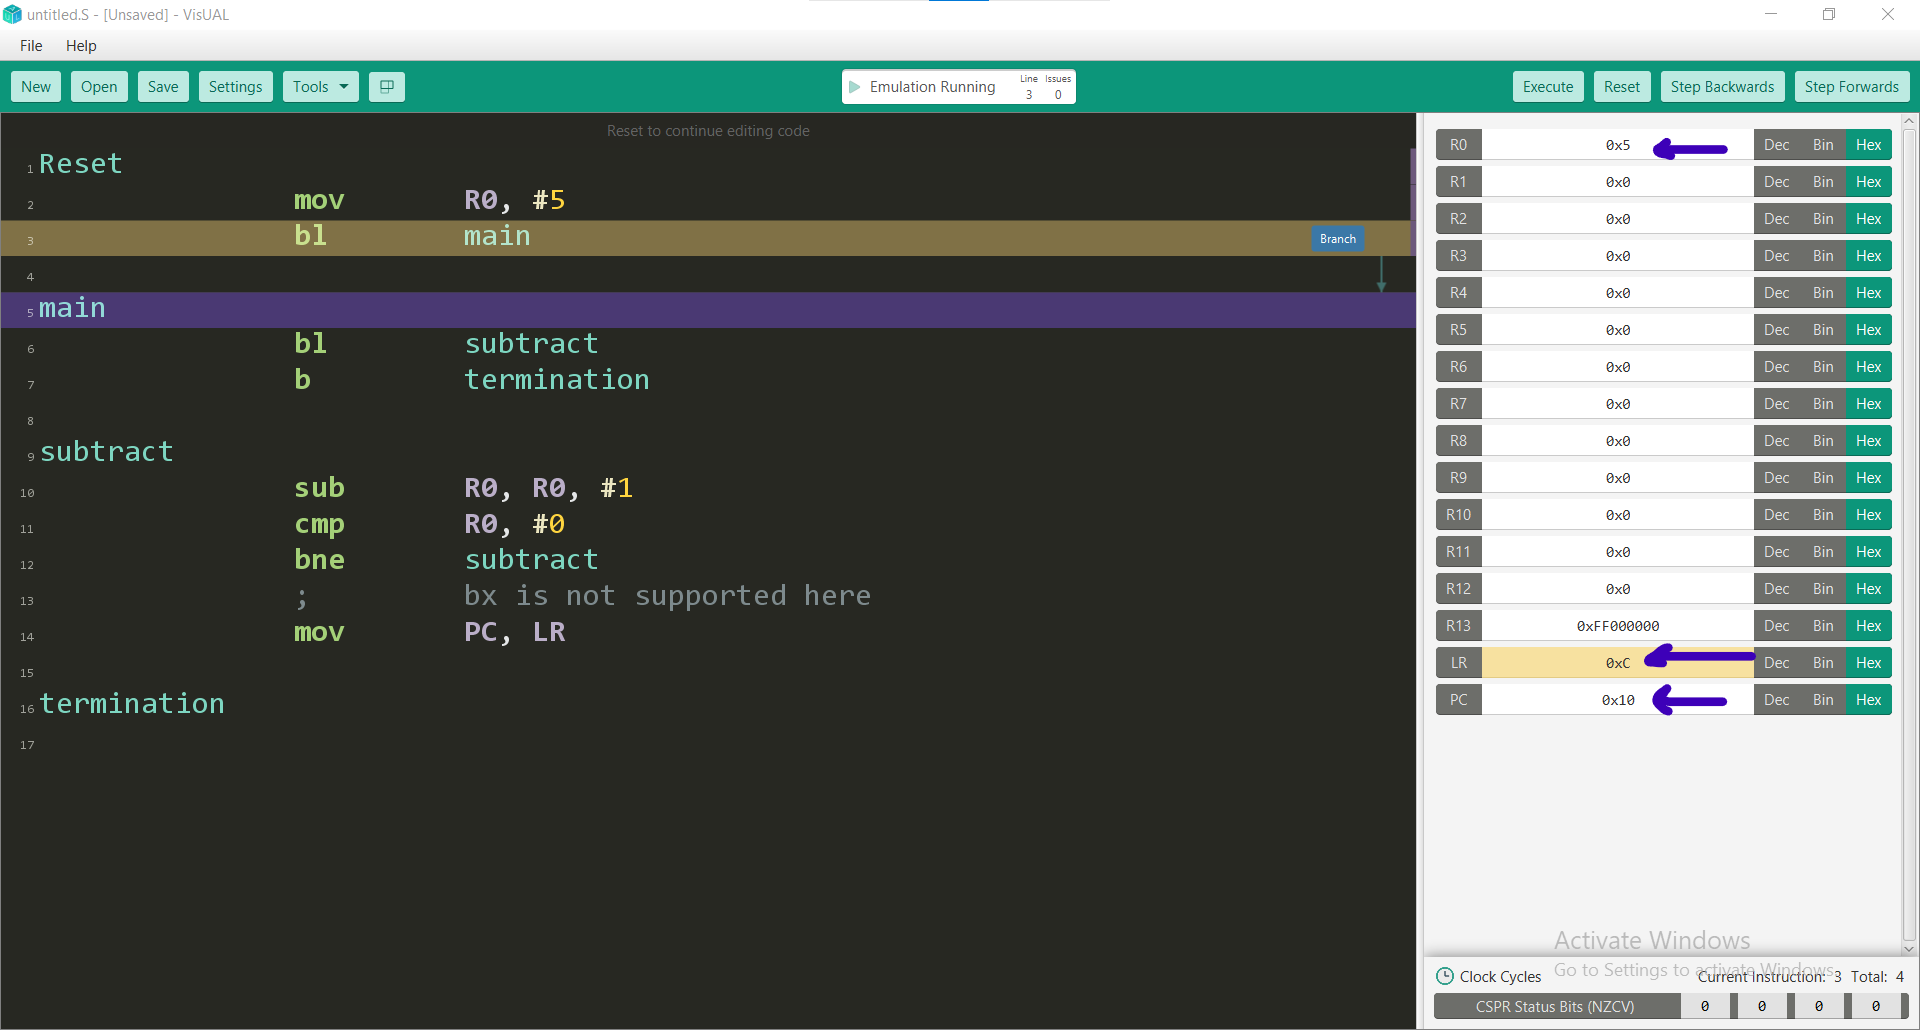 untitled.S - [Unsaved] - VisUAL
File Help
New Open Save Settings Tools Emulation Running Line 3 Issues 0 Execute Reset Step Backwards Step Forwards
Reset to continue editing code
1 Reset
2 mov R0, #5
3 bl main Branch
4
5 main
6 bl subtract
7 b termination
8
9 subtract
10 sub R0, R0, #1
11 cmp R0, #0
12 bne subtract
13 ; bx is not supported here
14 mov PC, LR
15
16 termination
17
R0 0x5 Dec Bin Hex
R1 0x0 Dec Bin Hex
R2 0x0 Dec Bin Hex
R3 0x0 Dec Bin Hex
R4 0x0 Dec Bin Hex
R5 0x0 Dec Bin Hex
R6 0x0 Dec Bin Hex
R7 0x0 Dec Bin Hex
R8 0x0 Dec Bin Hex
R9 0x0 Dec Bin Hex
R10 0x0 Dec Bin Hex
R11 0x0 Dec Bin Hex
R12 0x0 Dec Bin Hex
R13 0xFF000000 Dec Bin Hex
LR 0xC Dec Bin Hex
PC 0x10 Dec Bin Hex
Activate Windows
Go to Settings to activate Windows.
Clock Cycles Current Instruction: 3 Total: 4
CSPR Status Bits (NZCV) 0 0 0 0